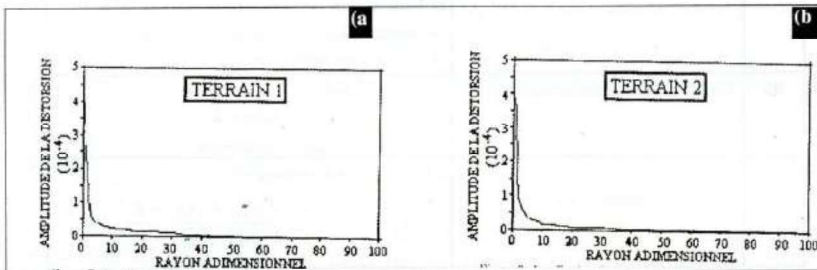 (a
(b
AMPLITUDE DE LA DISTORSION
(10⁻⁴)
5
4
3
2
1
0
TERRAIN 1
0 10 20 30 40 50 60 70 80 90 100
RAYON ADIMENSIONNEL
AMPLITUDE DE LA DISTORSION
(10⁻⁴)
5
4
3
2
1
0
TERRAIN 2
0 10 20 30 40 50 60 70 80 90 100
RAYON ADIMENSIONNEL